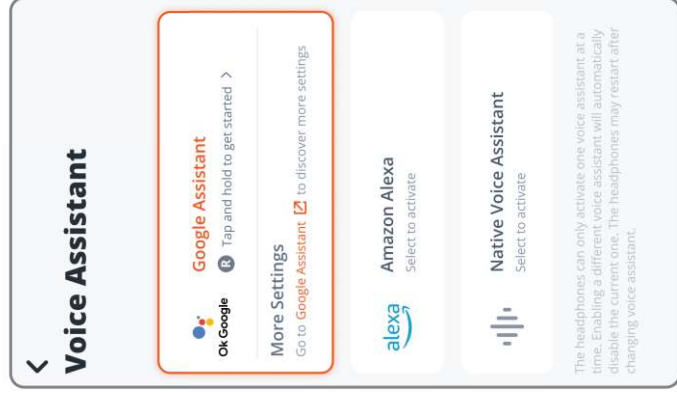 Voice Assistant
Ok Google
Google Assistant
R Tap and hold to get started >
More Settings
Go to Google Assistant to discover more settings
alexa
Amazon Alexa
Select to activate
Native Voice Assistant
Select to activate
The headphones can only activate one voice assistant at a
time. Enabling a different voice assistant will automatically
disable the current one. The headphones may restart after
changing voice assistant.